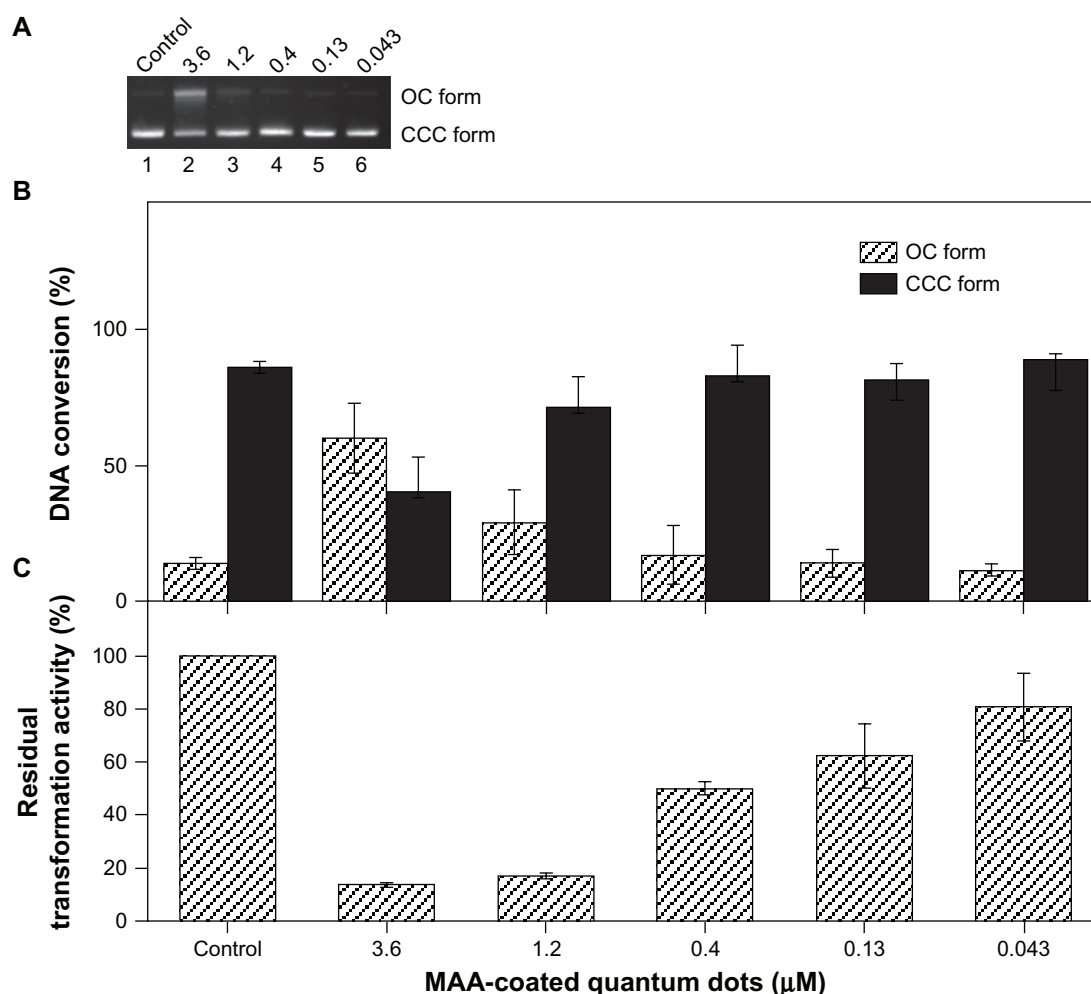 A
Control 3.6 1.2 0.4 0.13 0.043
OC form
CCC form
1 2 3 4 5 6
B
DNA conversion (%)
100
50
0
OC form
CCC form
C
Residual
transformation activity (%)
100
80
60
40
20
0
Control 3.6 1.2 0.4 0.13 0.043
MAA-coated quantum dots (μM)